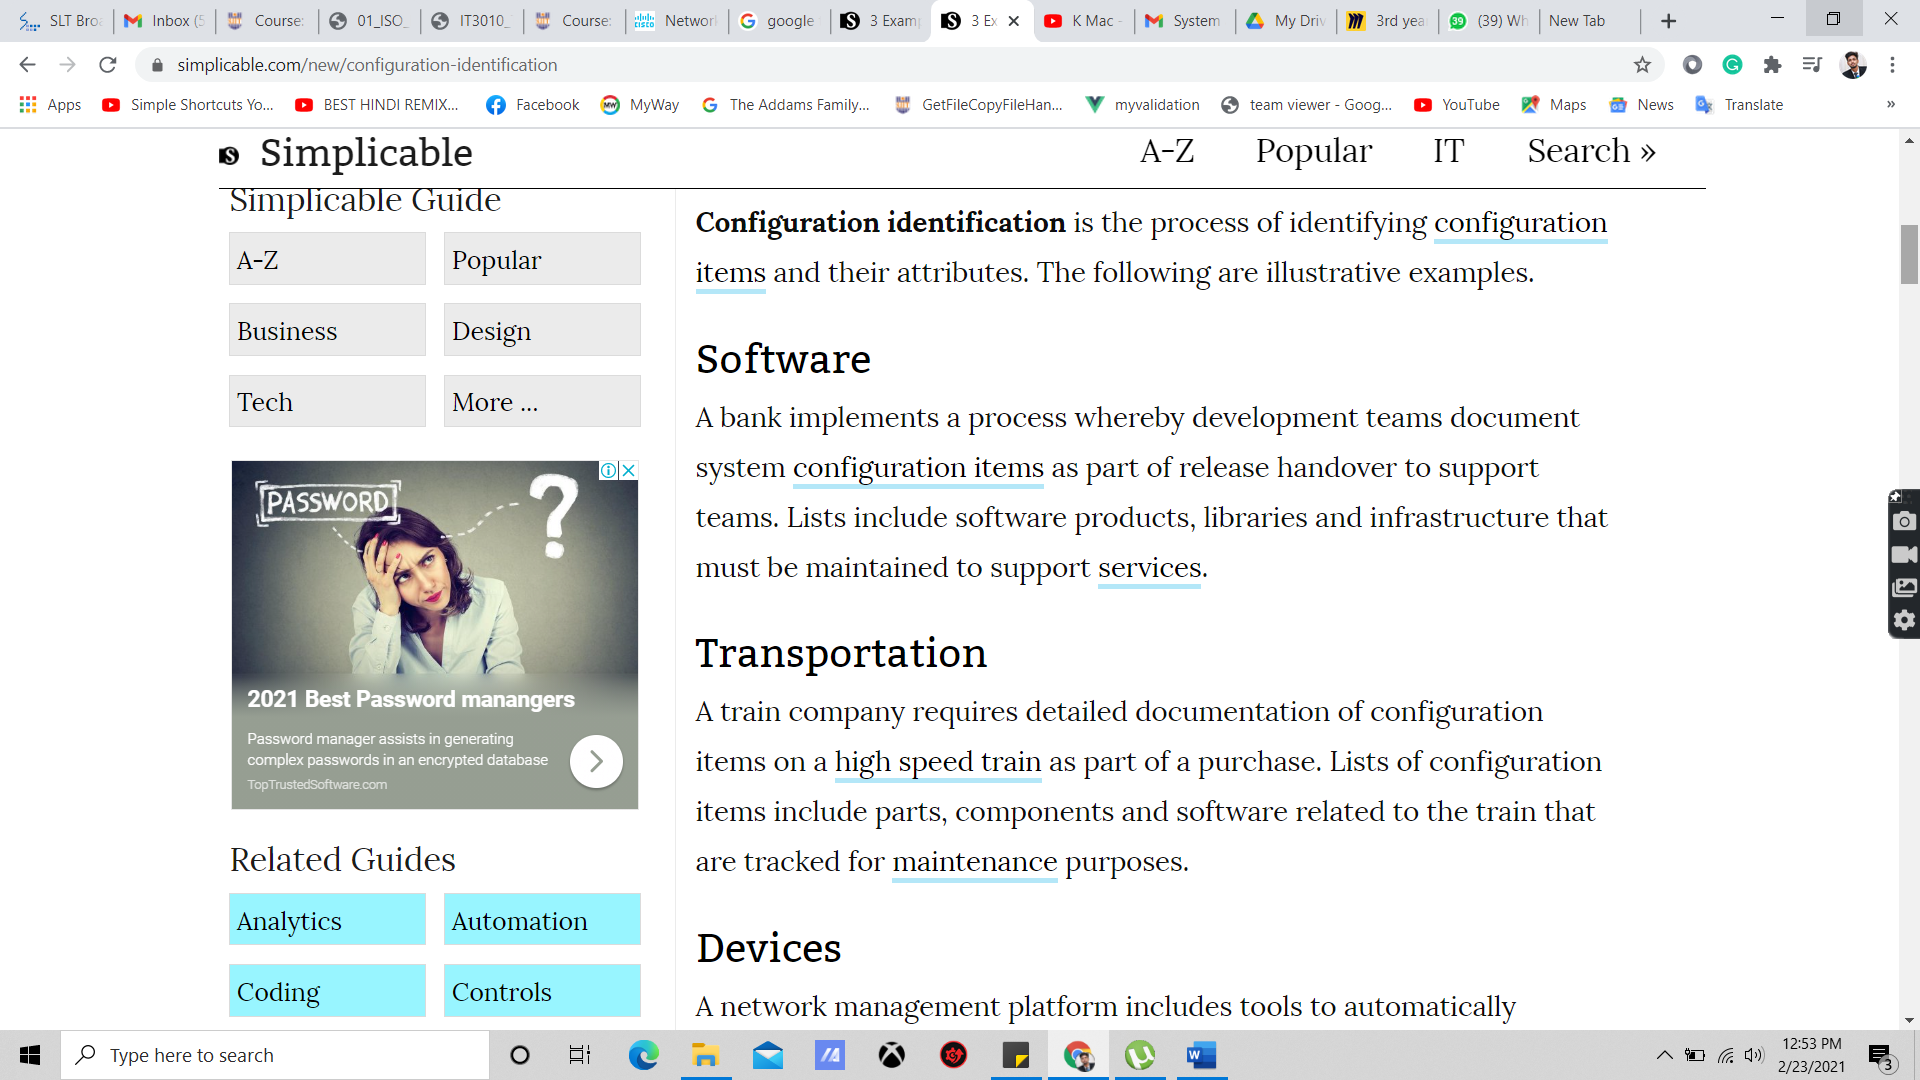 SLT Bro
Inbox (5
Course:
01_ISO_
IT3010_
Course:
Networ
google
3 Examp
3 Ex
K Mac -
System
My Driv
3rd yea
(39) Wh
New Tab
simplicable.com/new/configuration-identification
Apps
Simple Shortcuts Yo...
BEST HINDI REMIX...
Facebook
MyWay
The Addams Family...
GetFileCopyFileHan...
myvalidation
team viewer - Goog...
YouTube
Maps
News
Translate
»
Simplicable
A-Z Popular IT Search »
Simplicable Guide
A-Z Popular
Business Design
Tech More ...
PASSWORD
?
2021 Best Password manangers
Password manager assists in generating
complex passwords in an encrypted database
TopTrustedSoftware.com
Related Guides
Analytics Automation
Coding Controls
Configuration identification is the process of identifying configuration
items and their attributes. The following are illustrative examples.
Software
A bank implements a process whereby development teams document
system configuration items as part of release handover to support
teams. Lists include software products, libraries and infrastructure that
must be maintained to support services.
Transportation
A train company requires detailed documentation of configuration
items on a high speed train as part of a purchase. Lists of configuration
items include parts, components and software related to the train that
are tracked for maintenance purposes.
Devices
A network management platform includes tools to automatically
Type here to search
12:53 PM
2/23/2021
3